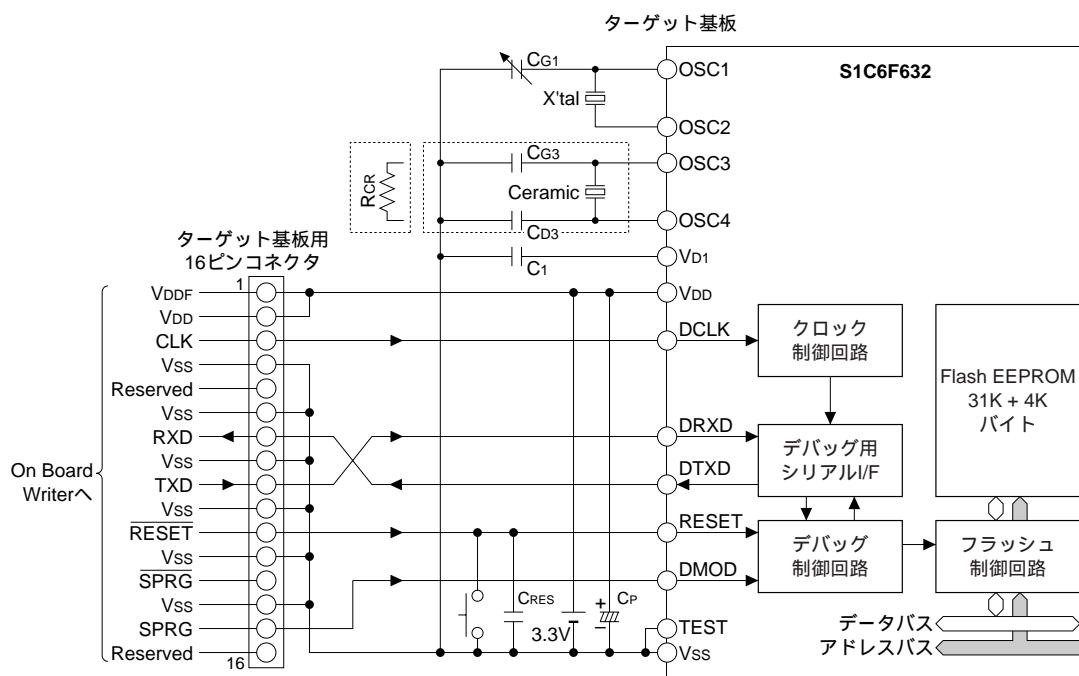 ターゲット基板
S1C6F632
CG1
OSC1
X'tal
OSC2
CG3
OSC3
RCR
Ceramic
OSC4
CD3
C1
VD1
ターゲット基板用
16ピンコネクタ
1
VDDF
VDD
CLK
VSS
Reserved
VSS
RXD
VSS
TXD
VSS
RESET
VSS
SPRG
VSS
SPRG
Reserved
16
On Board
Writerへ
VDD
DCLK
DRXD
DTXD
RESET
DMOD
TEST
VSS
CRES
3.3V
+
−
CP
クロック
制御回路
デバッグ用
シリアルI/F
デバッグ
制御回路
Flash EEPROM
31K + 4K
バイト
フラッシュ
制御回路
データバス
アドレスバス